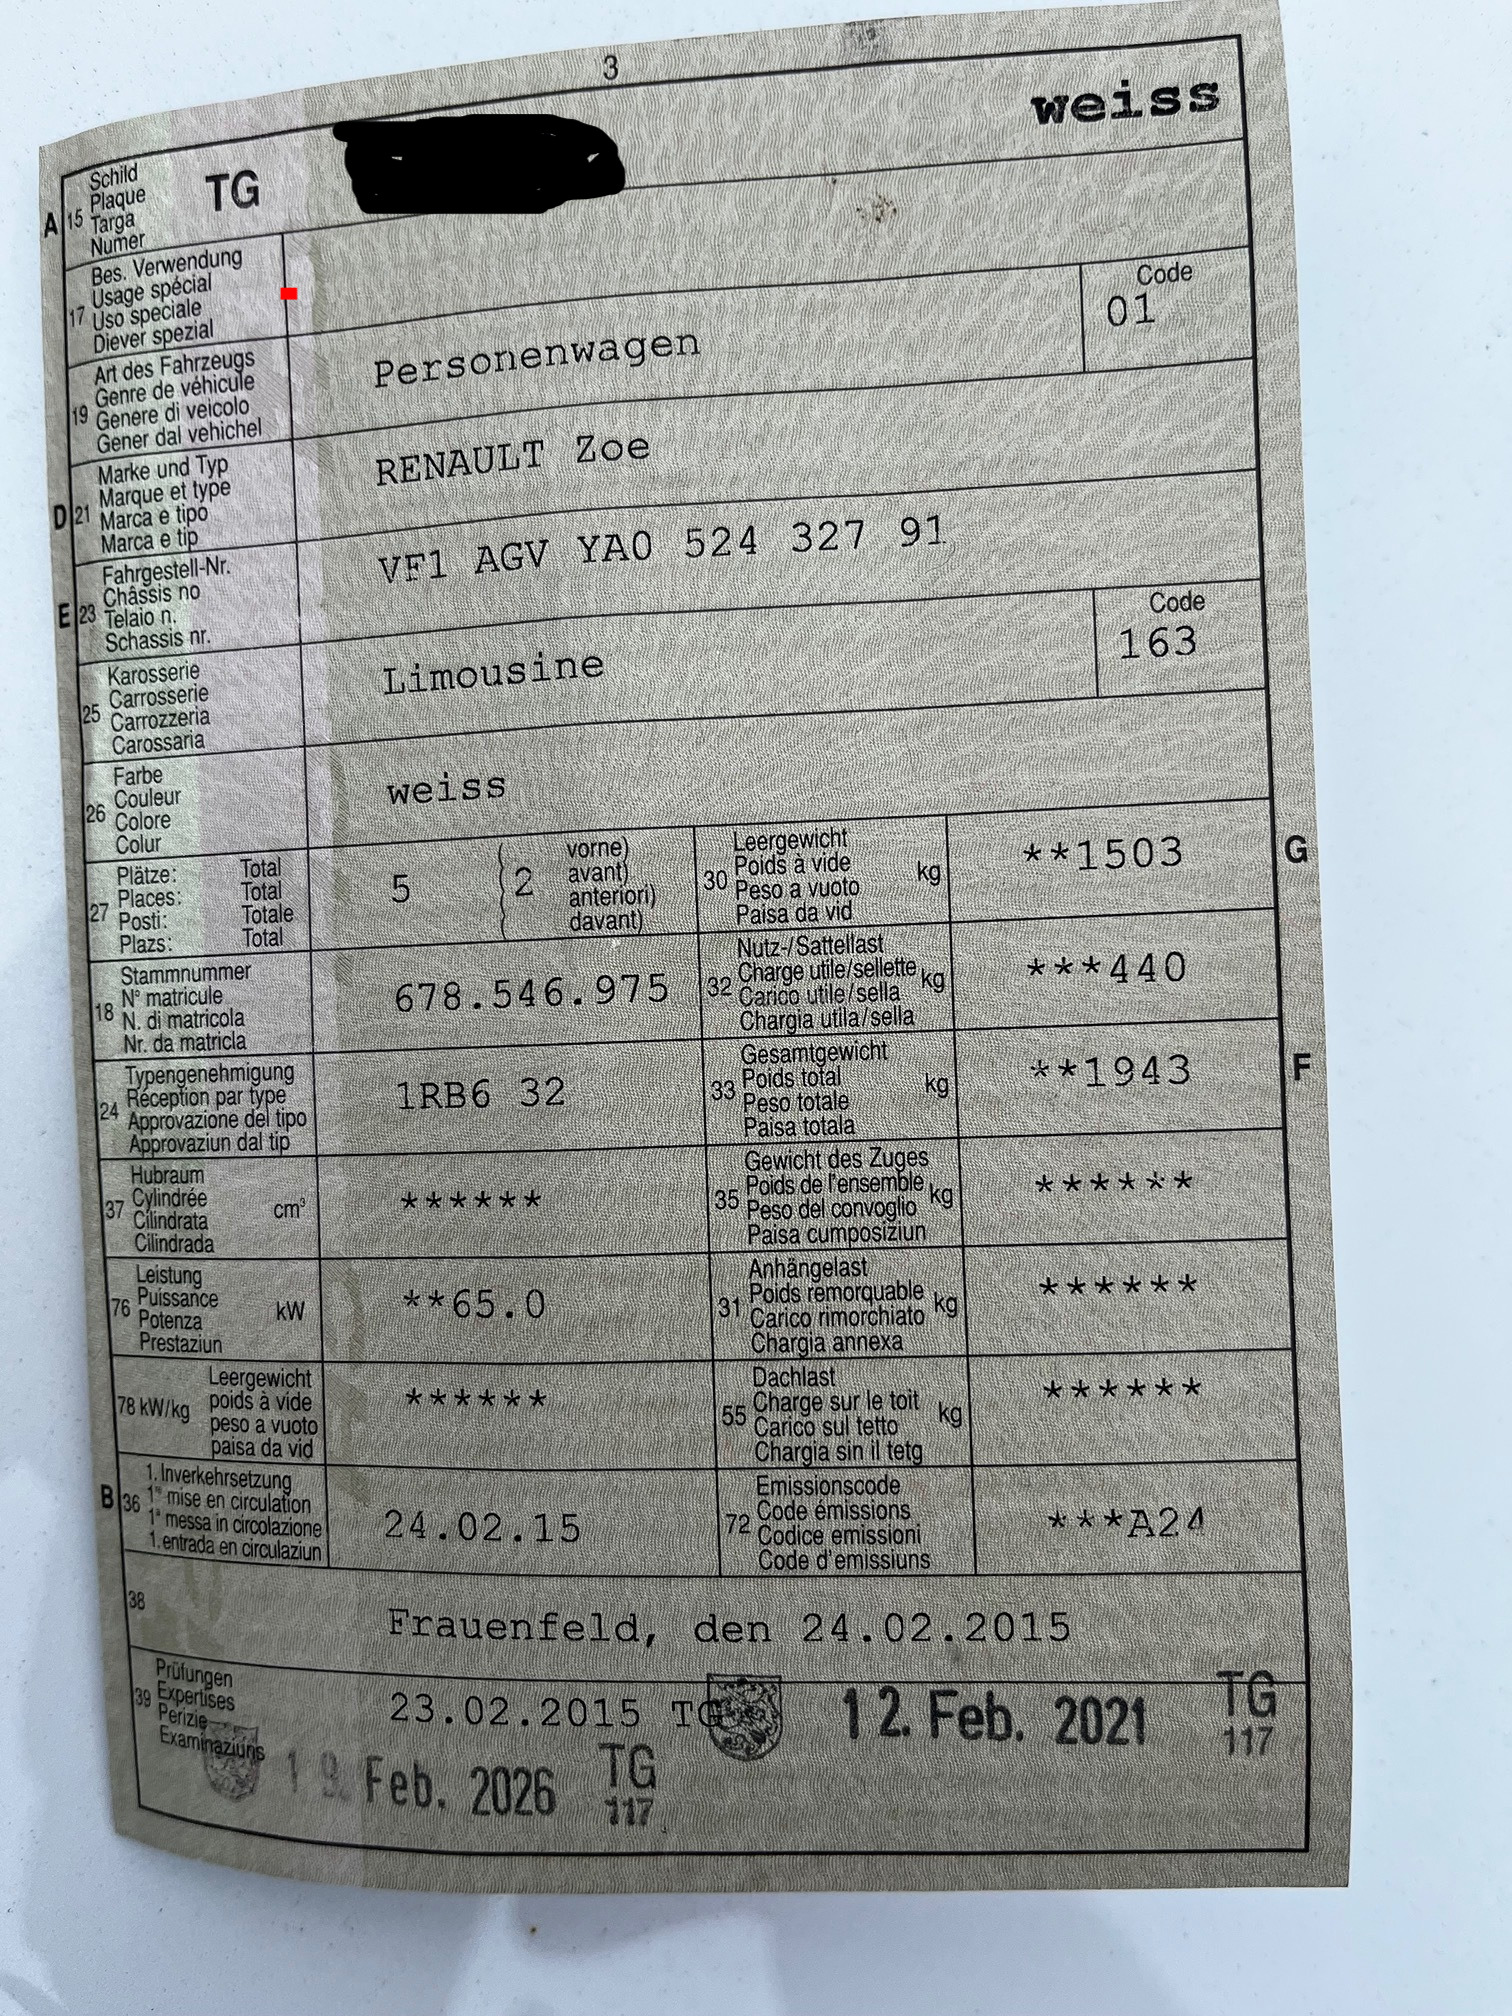 3
weiss
A 15 Schild
Plaque
Targa
Numer
TG
17 Bes. Verwendung
Usage spécial
Uso speciale
Diever spezial
19 Art des Fahrzeugs
Genre de véhicule
Genere di veicolo
Gener dal vehichel
Personenwagen
Code
01
D 21 Marke und Typ
Marque et type
Marca e tipo
Marca e tip
RENAULT Zoe
E 23 Fahrgestell-Nr.
Châssis no
Telaio n.
Schassis nr.
VF1 AGV YA0 524 327 91
25 Karosserie
Carrosserie
Carrozzeria
Carossaria
Limousine
Code
163
26 Farbe
Couleur
Colore
Colur
weiss
27 Plätze: Total
Places: Total
Posti: Totale
Plazs: Total
5 (2 vorne)
avant)
anteriori)
davant)
30 Leergewicht
Poids à vide
Peso a vuoto
Paisa da vid
kg
**1503
G
18 Stammnummer
N° matricule
N. di matricola
Nr. da matricla
678.546.975
32 Nutz-/Sattellast
Charge utile/sellette
Carico utile/sella
Chargia utila/sella
kg
***440
24 Typengenehmigung
Réception par type
Approvazione del tipo
Approvaziun dal tip
1RB6 32
33 Gesamtgewicht
Poids total
Peso totale
Paisa totala
kg
**1943
F
37 Hubraum
Cylindrée
Cilindrata
Cilindrada
cm³
******
35 Gewicht des Zuges
Poids de l'ensemble
Peso del convoglio
Paisa cumposiziun
kg
******
76 Leistung
Puissance
Potenza
Prestaziun
kW
**65.0
31 Anhängelast
Poids remorquable
Carico rimorchiato
Chargia annexa
kg
******
78 kW/kg Leergewicht
poids à vide
peso a vuoto
paisa da vid
******
55 Dachlast
Charge sur le toit
Carico sul tetto
Chargia sin il tetg
kg
******
B 36 1. Inverkehrsetzung
1re mise en circulation
1a messa in circolazione
1. entrada en circulaziun
24.02.15
72 Emissionscode
Code émissions
Codice emissioni
Code d'emissiuns
***A24
38
Frauenfeld, den 24.02.2015
39 Prüfungen
Expertises
Perizie
Examinaziuns
23.02.2015 TG
12. Feb. 2021 TG
117
19. Feb. 2026 TG
117